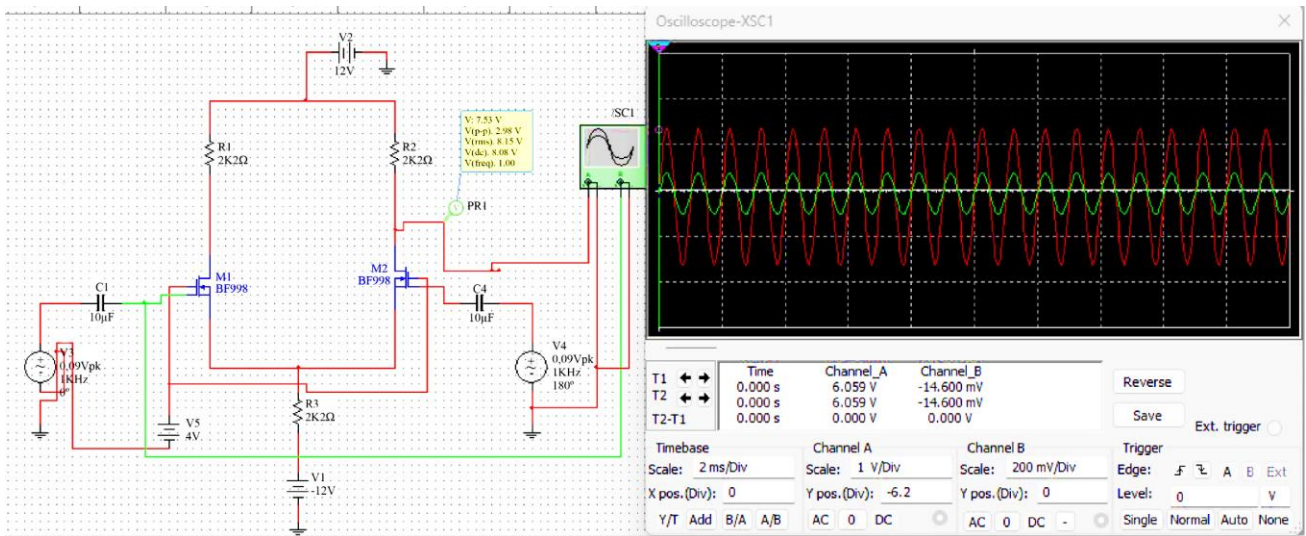 V2
12V
R1
2K2Ω
R2
2K2Ω
V: 7.53 V
V(p-p): 2.98 V
V(rms): 8.15 V
V(dc): 8.08 V
V(freq): 1.00
PR1
/SC1
M1
BF998
M2
BF998
C1
10µF
C4
10µF
V3
0,09Vpk
1KHz
0°
V4
0,09Vpk
1KHz
180°
V5
4V
R3
2K2Ω
V1
-12V
Oscilloscope-XSC1
T1
T2
T2-T1
Time Channel_A Channel_B
0.000 s 6.059 V -14.600 mV
0.000 s 6.059 V -14.600 mV
0.000 s 0.000 V 0.000 V
Reverse
Save
Ext. trigger
Timebase
Scale: 2 ms/Div
X pos.(Div): 0
Y/T Add B/A A/B
Channel A
Scale: 1 V/Div
Y pos.(Div): -6.2
AC 0 DC
Channel B
Scale: 200 mV/Div
Y pos.(Div): 0
AC 0 DC -
Trigger
Edge: A B Ext
Level: 0 V
Single Normal Auto None